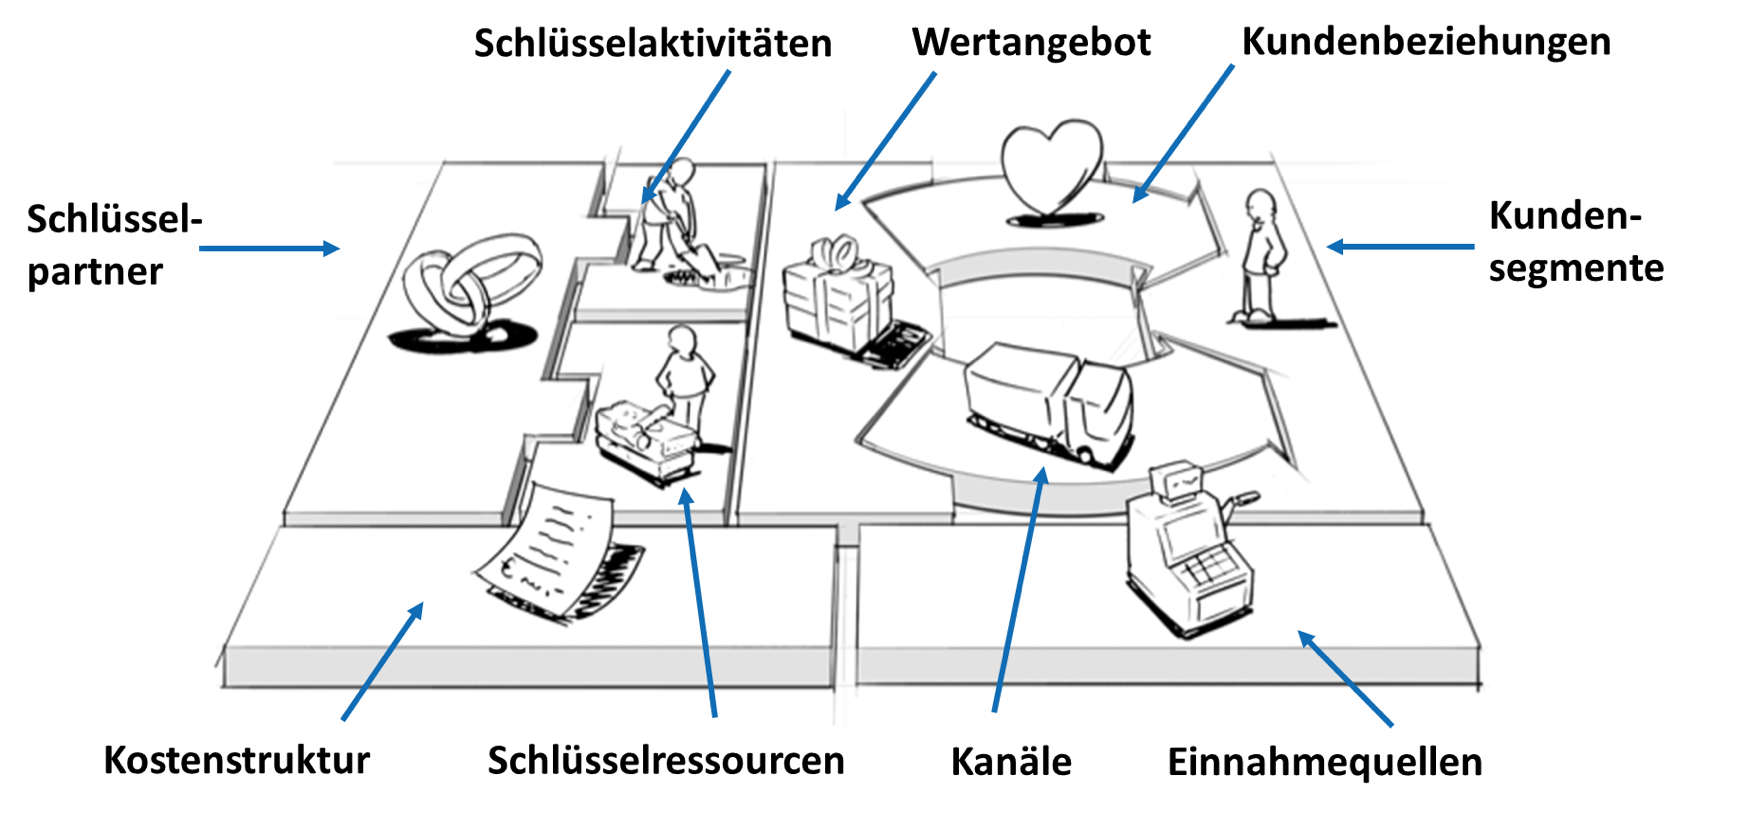 Schlüsselaktivitäten
Wertangebot
Kundenbeziehungen
Schlüssel-
partner
Kunden-
segmente
€
Kostenstruktur
Schlüsselressourcen
Kanäle
Einnahmequellen